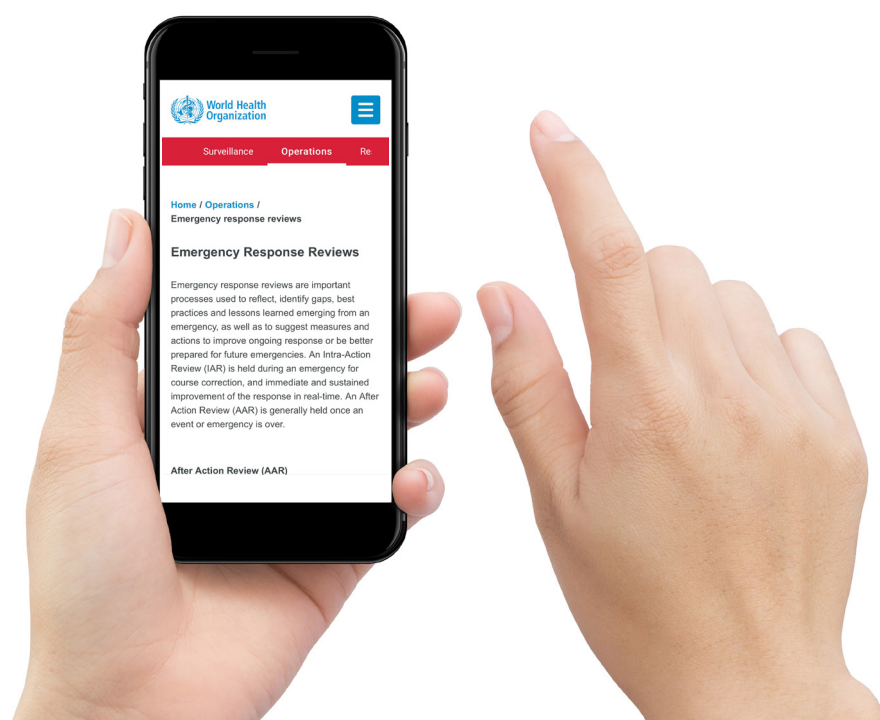 World Health
Organization
Surveillance
Operations
Re
Home / Operations /
Emergency response reviews
Emergency Response Reviews
Emergency response reviews are important
processes used to reflect, identify gaps, best
practices and lessons learned emerging from an
emergency, as well as to suggest measures and
actions to improve ongoing response or be better
prepared for future emergencies. An Intra-Action
Review (IAR) is held during an emergency for
course correction, and immediate and sustained
improvement of the response in real-time. An After
Action Review (AAR) is generally held once an
event or emergency is over.
After Action Review (AAR)